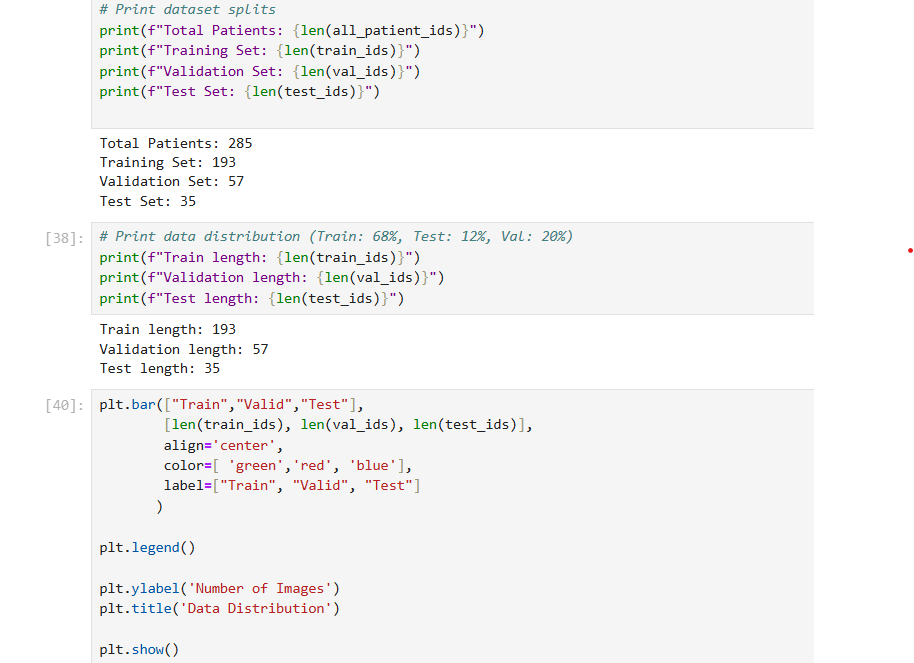 # Print dataset splits
print(f"Total Patients: {len(all_patient_ids)}")
print(f"Training Set: {len(train_ids)}")
print(f"Validation Set: {len(val_ids)}")
print(f"Test Set: {len(test_ids)}")
Total Patients: 285
Training Set: 193
Validation Set: 57
Test Set: 35
[38]: # Print data distribution (Train: 68%, Test: 12%, Val: 20%)
print(f"Train length: {len(train_ids)}")
print(f"Validation length: {len(val_ids)}")
print(f"Test length: {len(test_ids)}")
Train length: 193
Validation length: 57
Test length: 35
[40]: plt.bar(["Train","Valid","Test"],
[len(train_ids), len(val_ids), len(test_ids)],
align='center',
color=[ 'green','red', 'blue'],
label=["Train", "Valid", "Test"]
)
plt.legend()
plt.ylabel('Number of Images')
plt.title('Data Distribution')
plt.show()